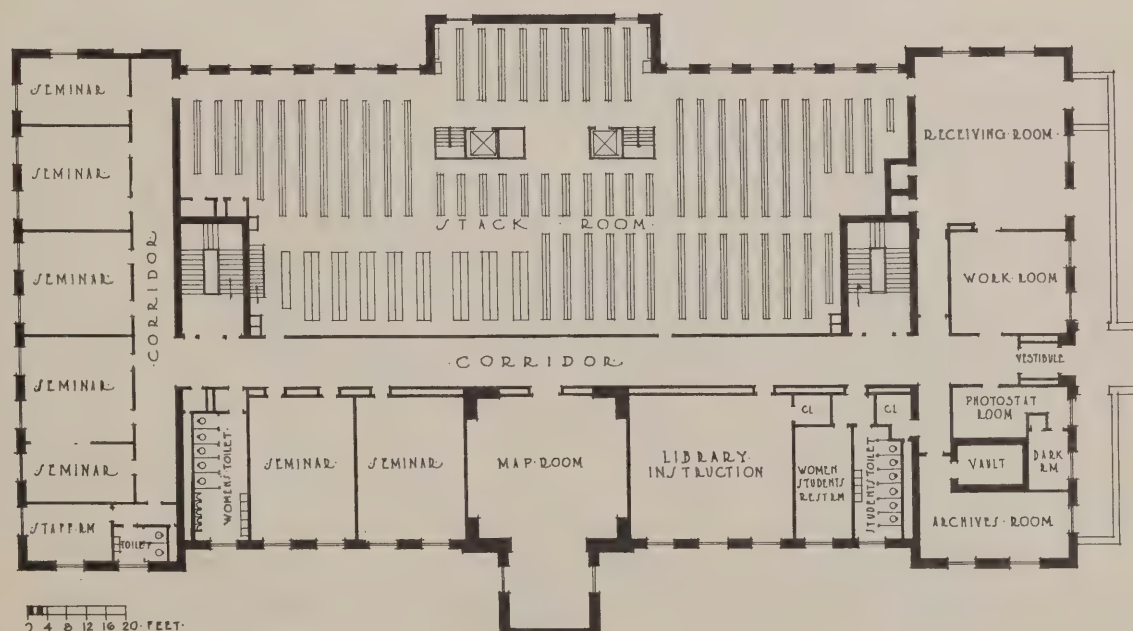 SEMINAR
SEMINAR
SEMINAR
SEMINAR
SEMINAR
STAFF·RM
TOILET
CORRIDOR
STACK · ROOM·
RECEIVING·ROOM·
WORK·ROOM
·CORRIDOR
VESTIBULE
WOMENS·TOILET·
SEMINAR·
SEMINAR
MAP·ROOM
LIBRARY·
INSTRUCTION
CL
CL
WOMEN
STUDENTS
REST RM
STUDENTS TOILET
PHOTOSTAT
ROOM
DARK
RM
VAULT
ARCHIVES·ROOM
4 8 12 16 20·FEET·